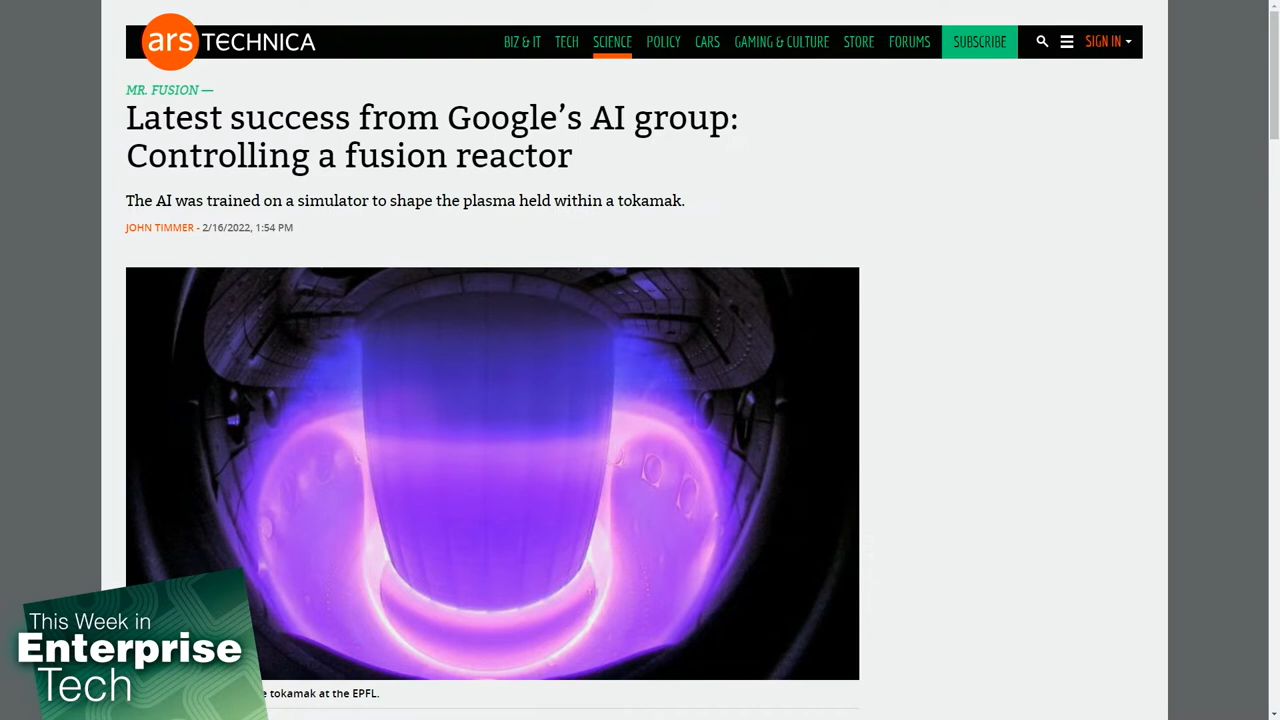 ars TECHNICA
BIZ & IT TECH SCIENCE POLICY CARS GAMING & CULTURE STORE FORUMS SUBSCRIBE SIGN IN
MR. FUSION —
Latest success from Google's AI group:
Controlling a fusion reactor
The AI was trained on a simulator to shape the plasma held within a tokamak.
JOHN TIMMER - 2/16/2022, 1:54 PM
This Week in
Enterprise
Tech
tokamak at the EPFL.